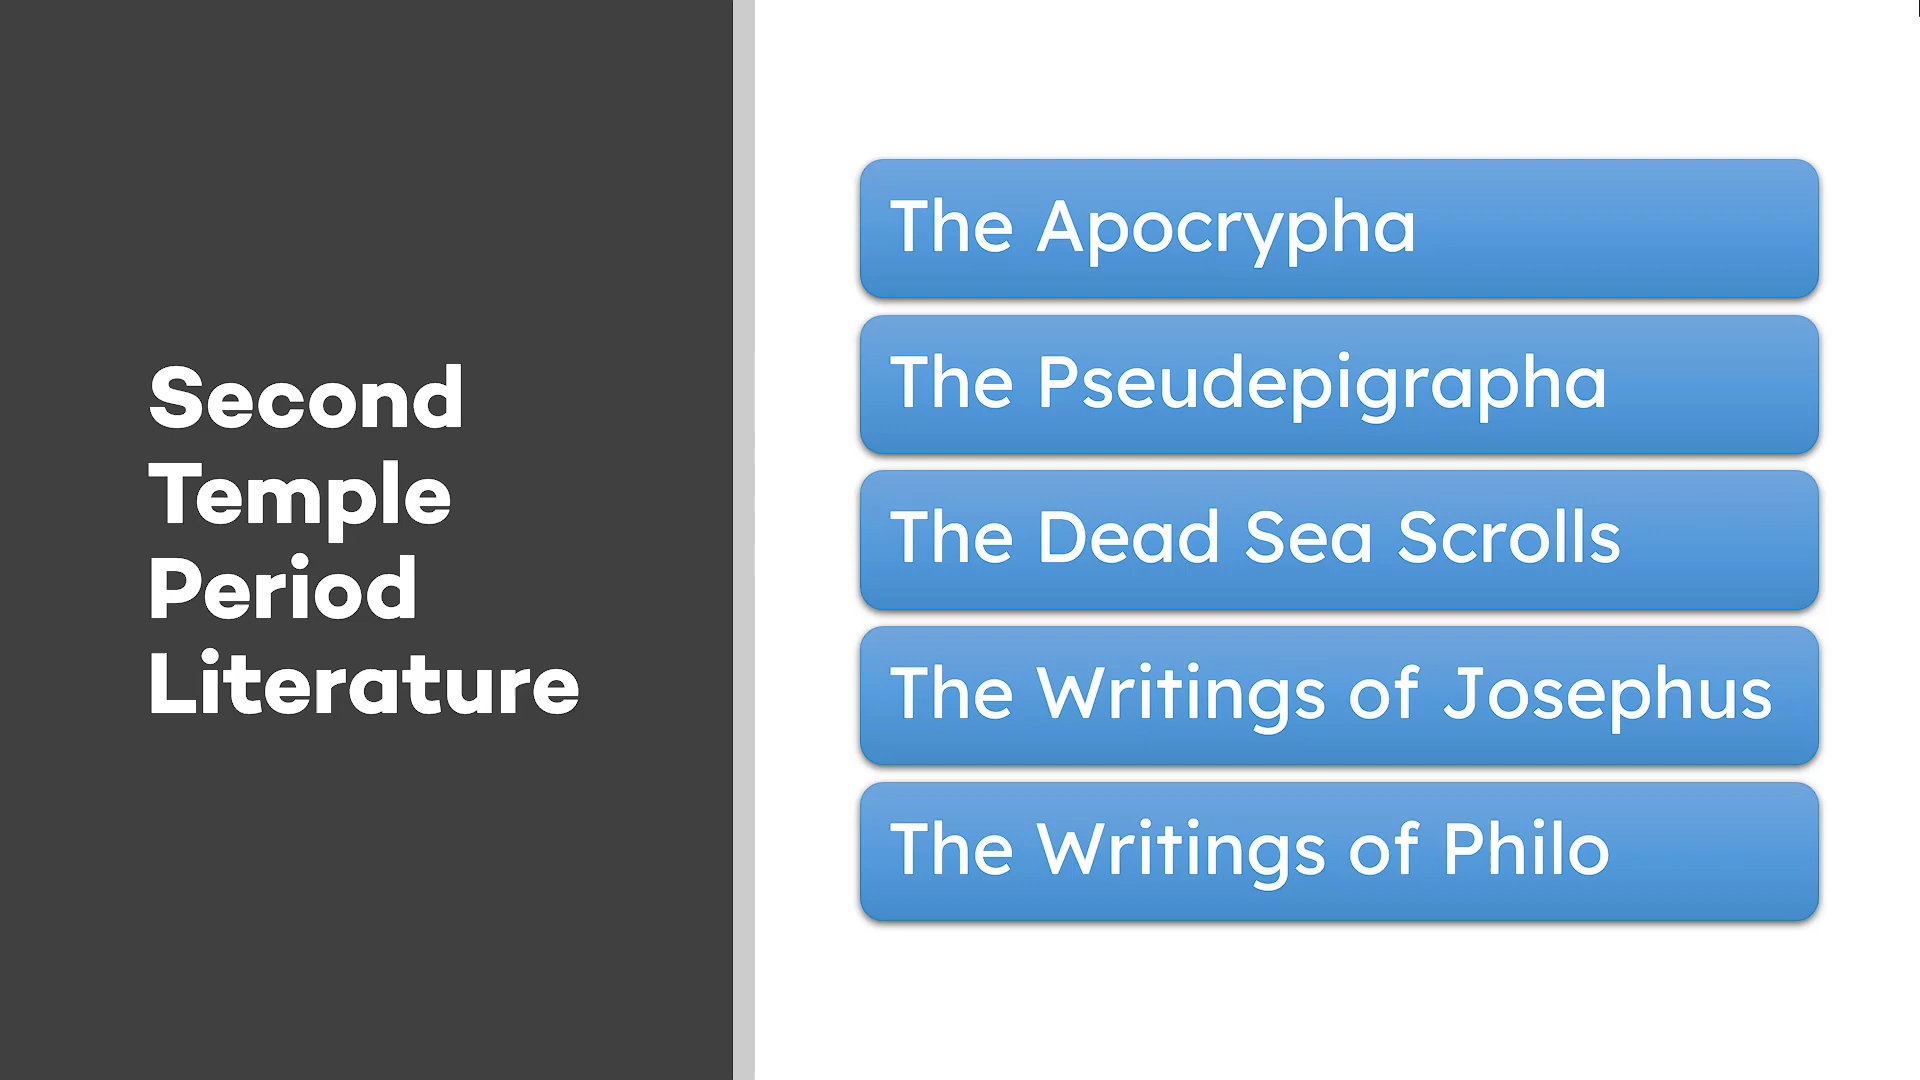 Second
Temple
Period
Literature
The Apocrypha
The Pseudepigrapha
The Dead Sea Scrolls
The Writings of Josephus
The Writings of Philo